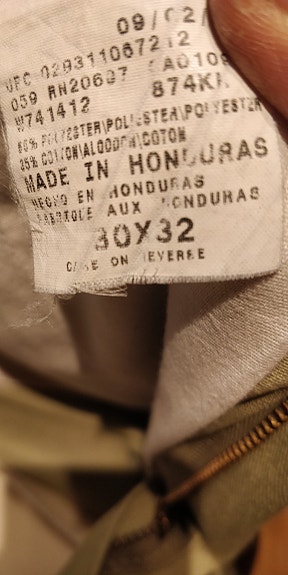 09/02/
UPC 029311067212
059 RN20697 CA0109
W741412 874KH
65% POLYESTER\POLIESTER\POLYESTER
35% COTTON\ALGODON\COTON
MADE IN HONDURAS
HECHO EN HONDURAS
FABRIQUE AUX HONDURAS
30X32
CARE ON REVERSE